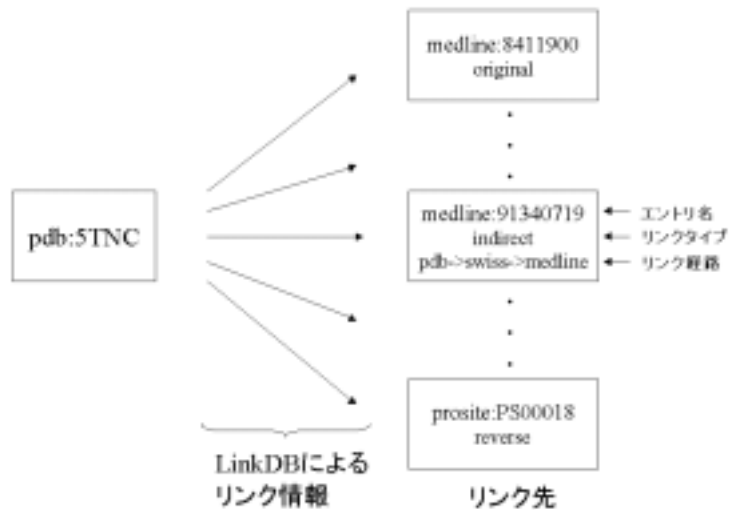 medline:8411900
original
pdb:5TNC
medline:91340719
indirect
pdb->swiss->medline
エントリ名
リンクタイプ
リンク経路
prosite:PS00018
reverse
LinkDBによる
リンク情報
リンク先